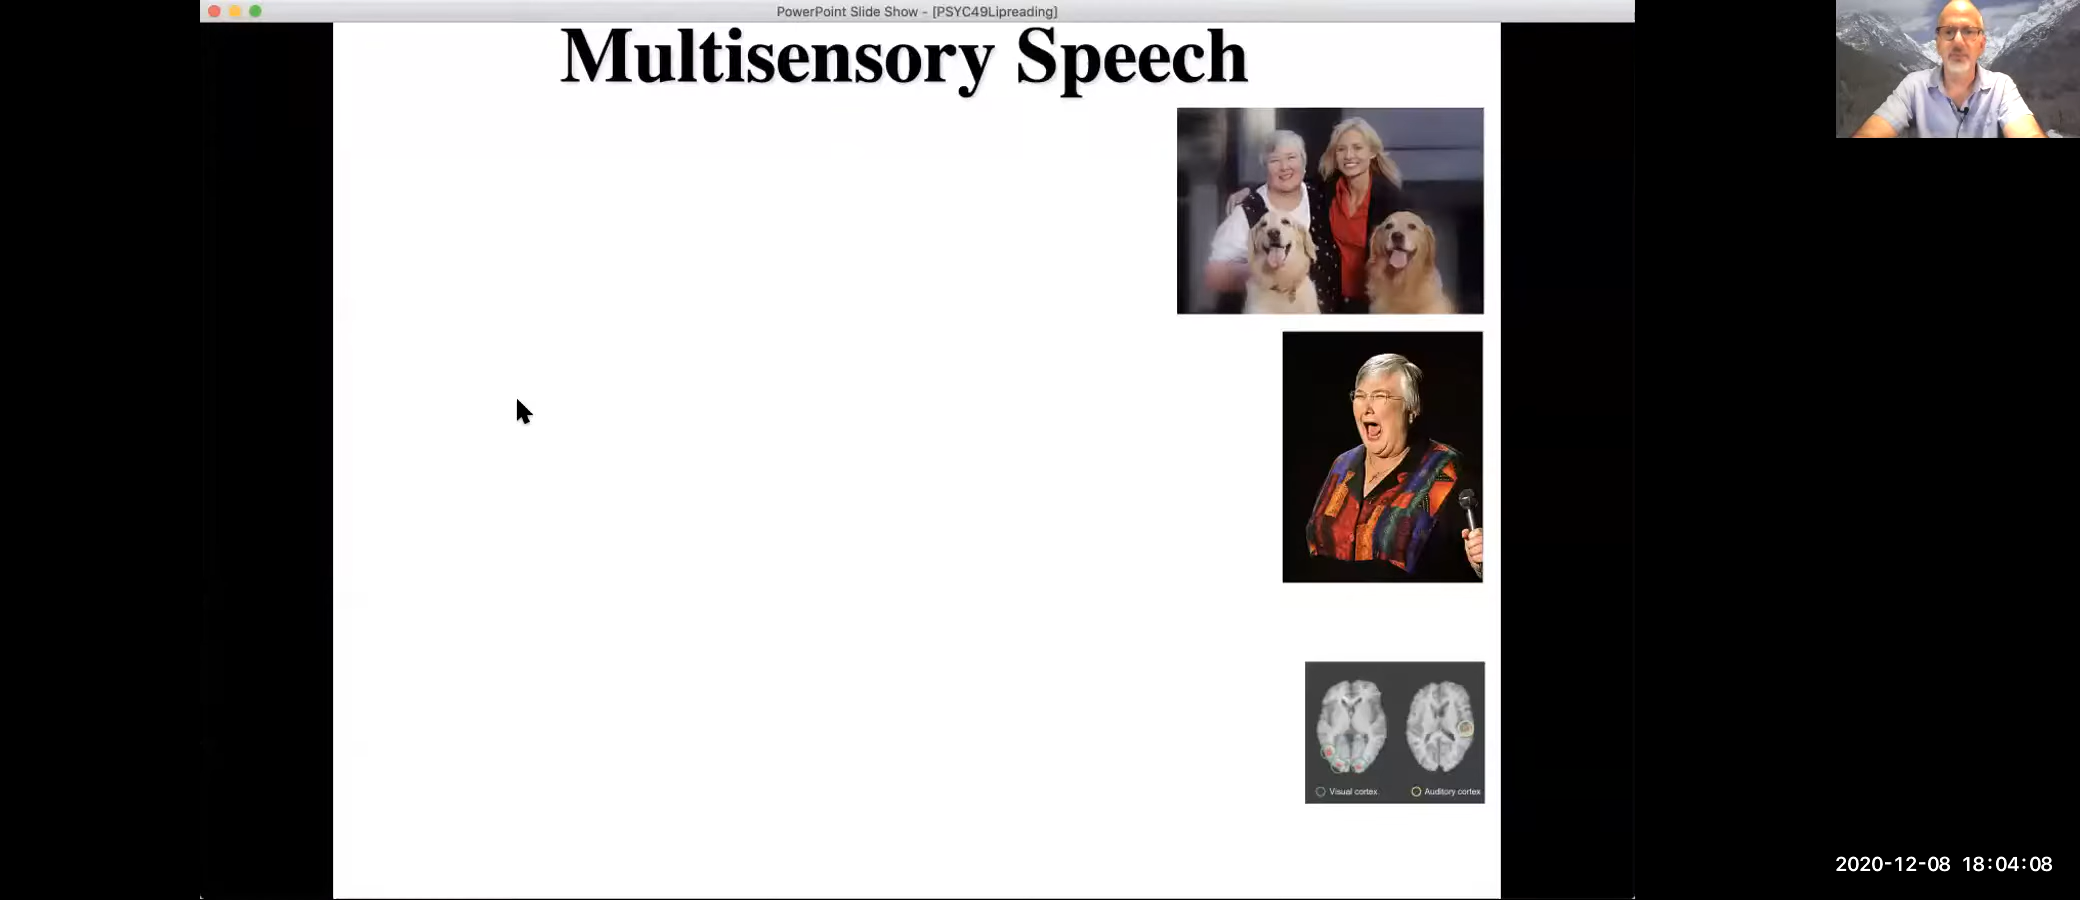 PowerPoint Slide Show - [PSYC49Lipreading]
Multisensory Speech
Visual cortex
Auditory cortex
2020-12-08 18:04:08